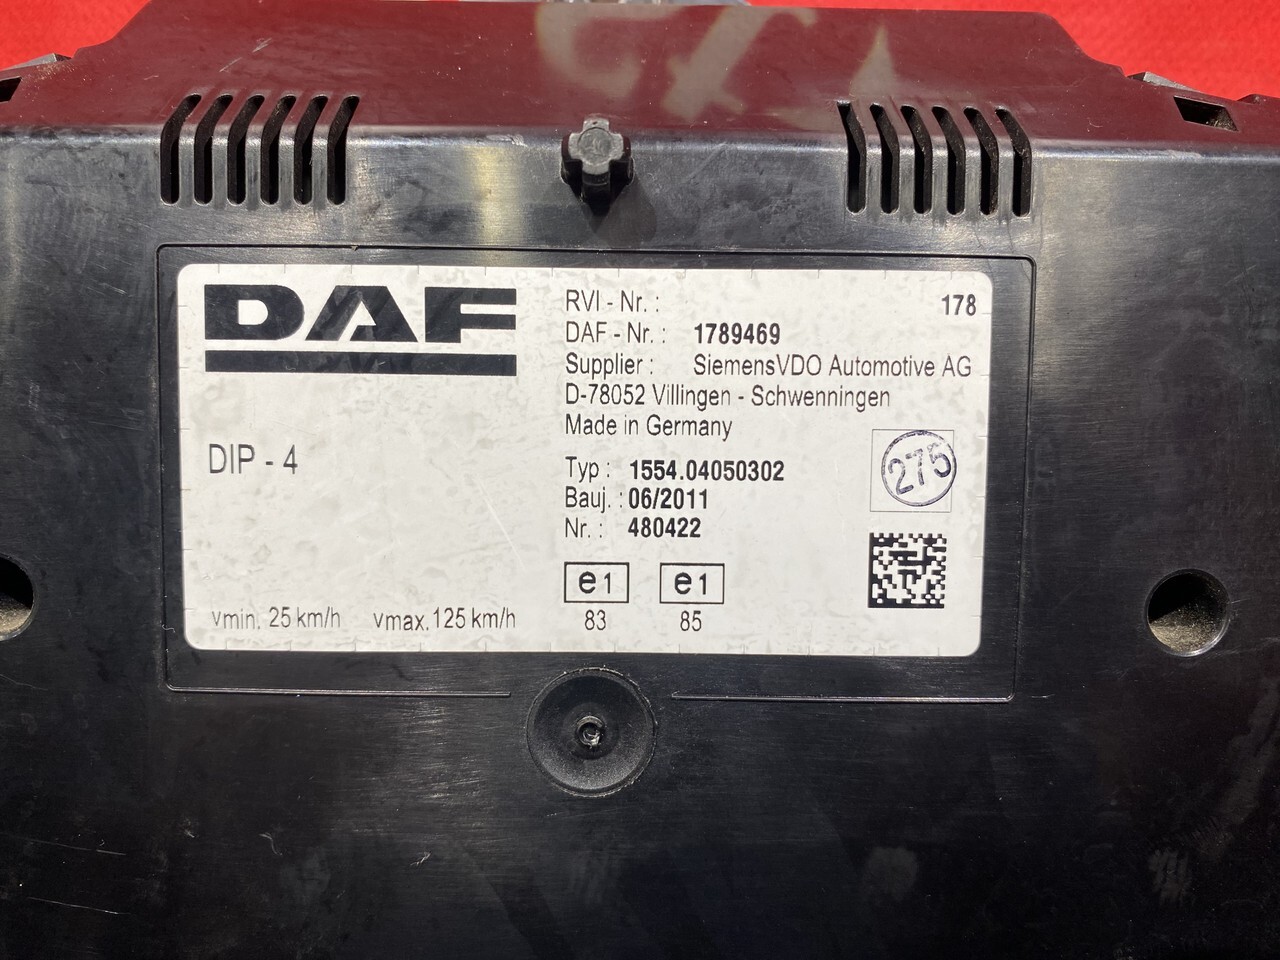 DAF
RVI - Nr. : 178
DAF - Nr. : 1789469
Supplier : SiemensVDO Automotive AG
D-78052 Villingen - Schwenningen
Made in Germany
DIP - 4
Typ : 1554.04050302
Bauj. : 06/2011
Nr. : 480422
275
e1 e1
83 85
vmin. 25 km/h vmax. 125 km/h